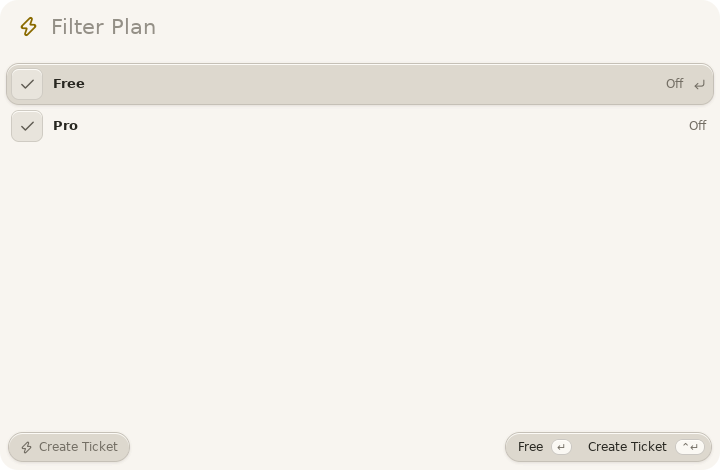 Filter Plan
Free Off ↵
Pro Off
Create Ticket
Free ↵ Create Ticket ^↵